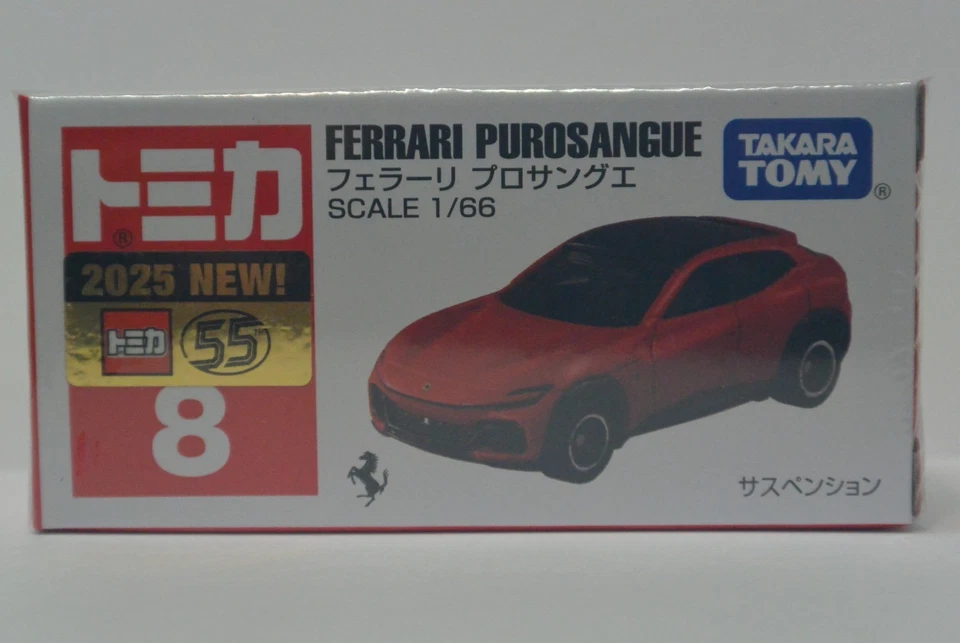 トミカ®
2025 NEW!
トミカ 55TH
8
FERRARI PUROSANGUE
フェラーリ プロサングエ
SCALE 1/66
TAKARA
TOMY®
サスペンション